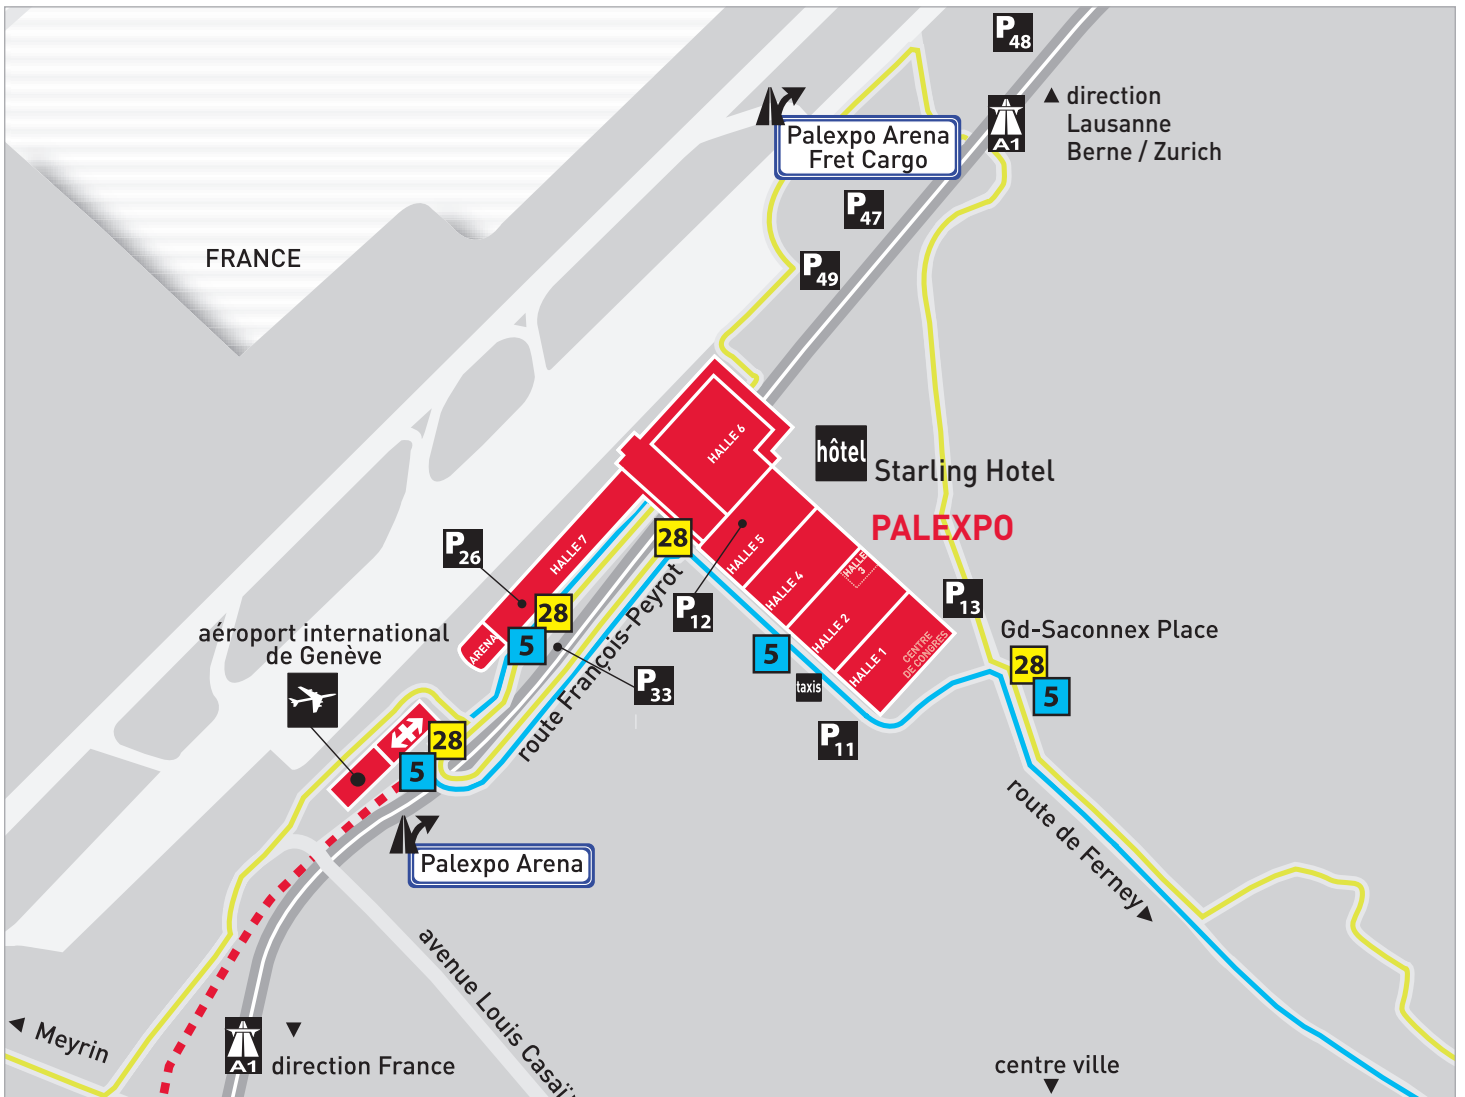 P48
direction
Lausanne
Berne / Zurich
A1
Palexpo Arena
Fret Cargo
P47
FRANCE
P49
HALLE 6
hôtel
Starling Hotel
PALEXPO
28
P26
HALLE 7
HALLE 5
HALLE 4
HALLE
3
HALLE 2
HALLE 1
CENTRE
DE CONGRES
P12
P13
28
5
ARENA
aéroport international
de Genève
Gd-Saconnex Place
28
5
5
taxis
P33
route François-Peyrot
P11
28
5
route de Ferney
Palexpo Arena
avenue Louis Casaï
Meyrin
A1
direction France
centre ville